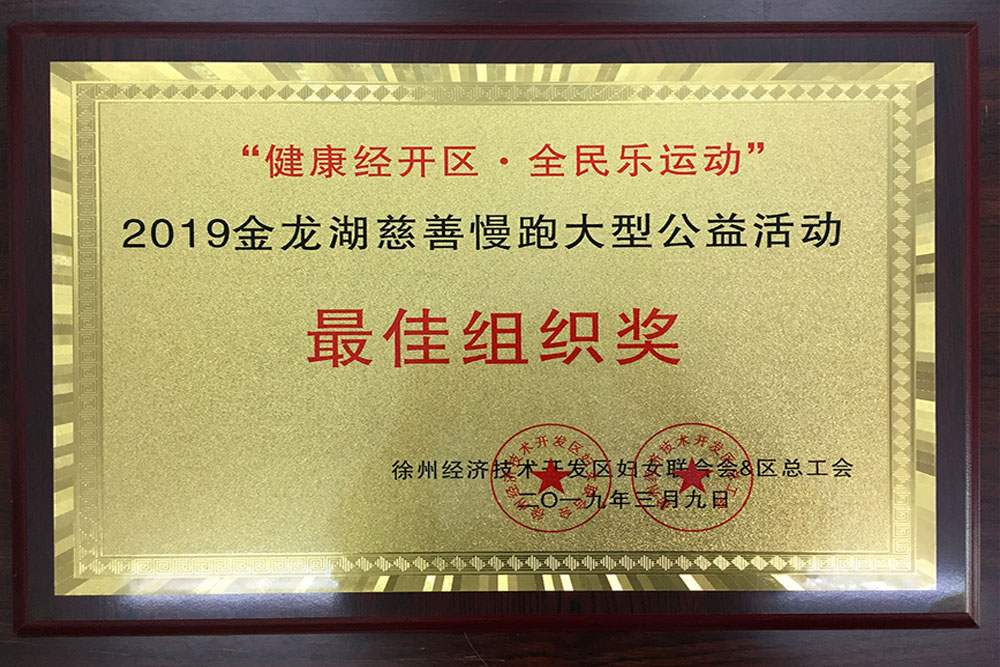 “健康经开区·全民乐运动”
2019金龙湖慈善慢跑大型公益活动
最佳组织奖
徐州经济技术开发区妇女联合会&区总工会
二〇一九年三月九日